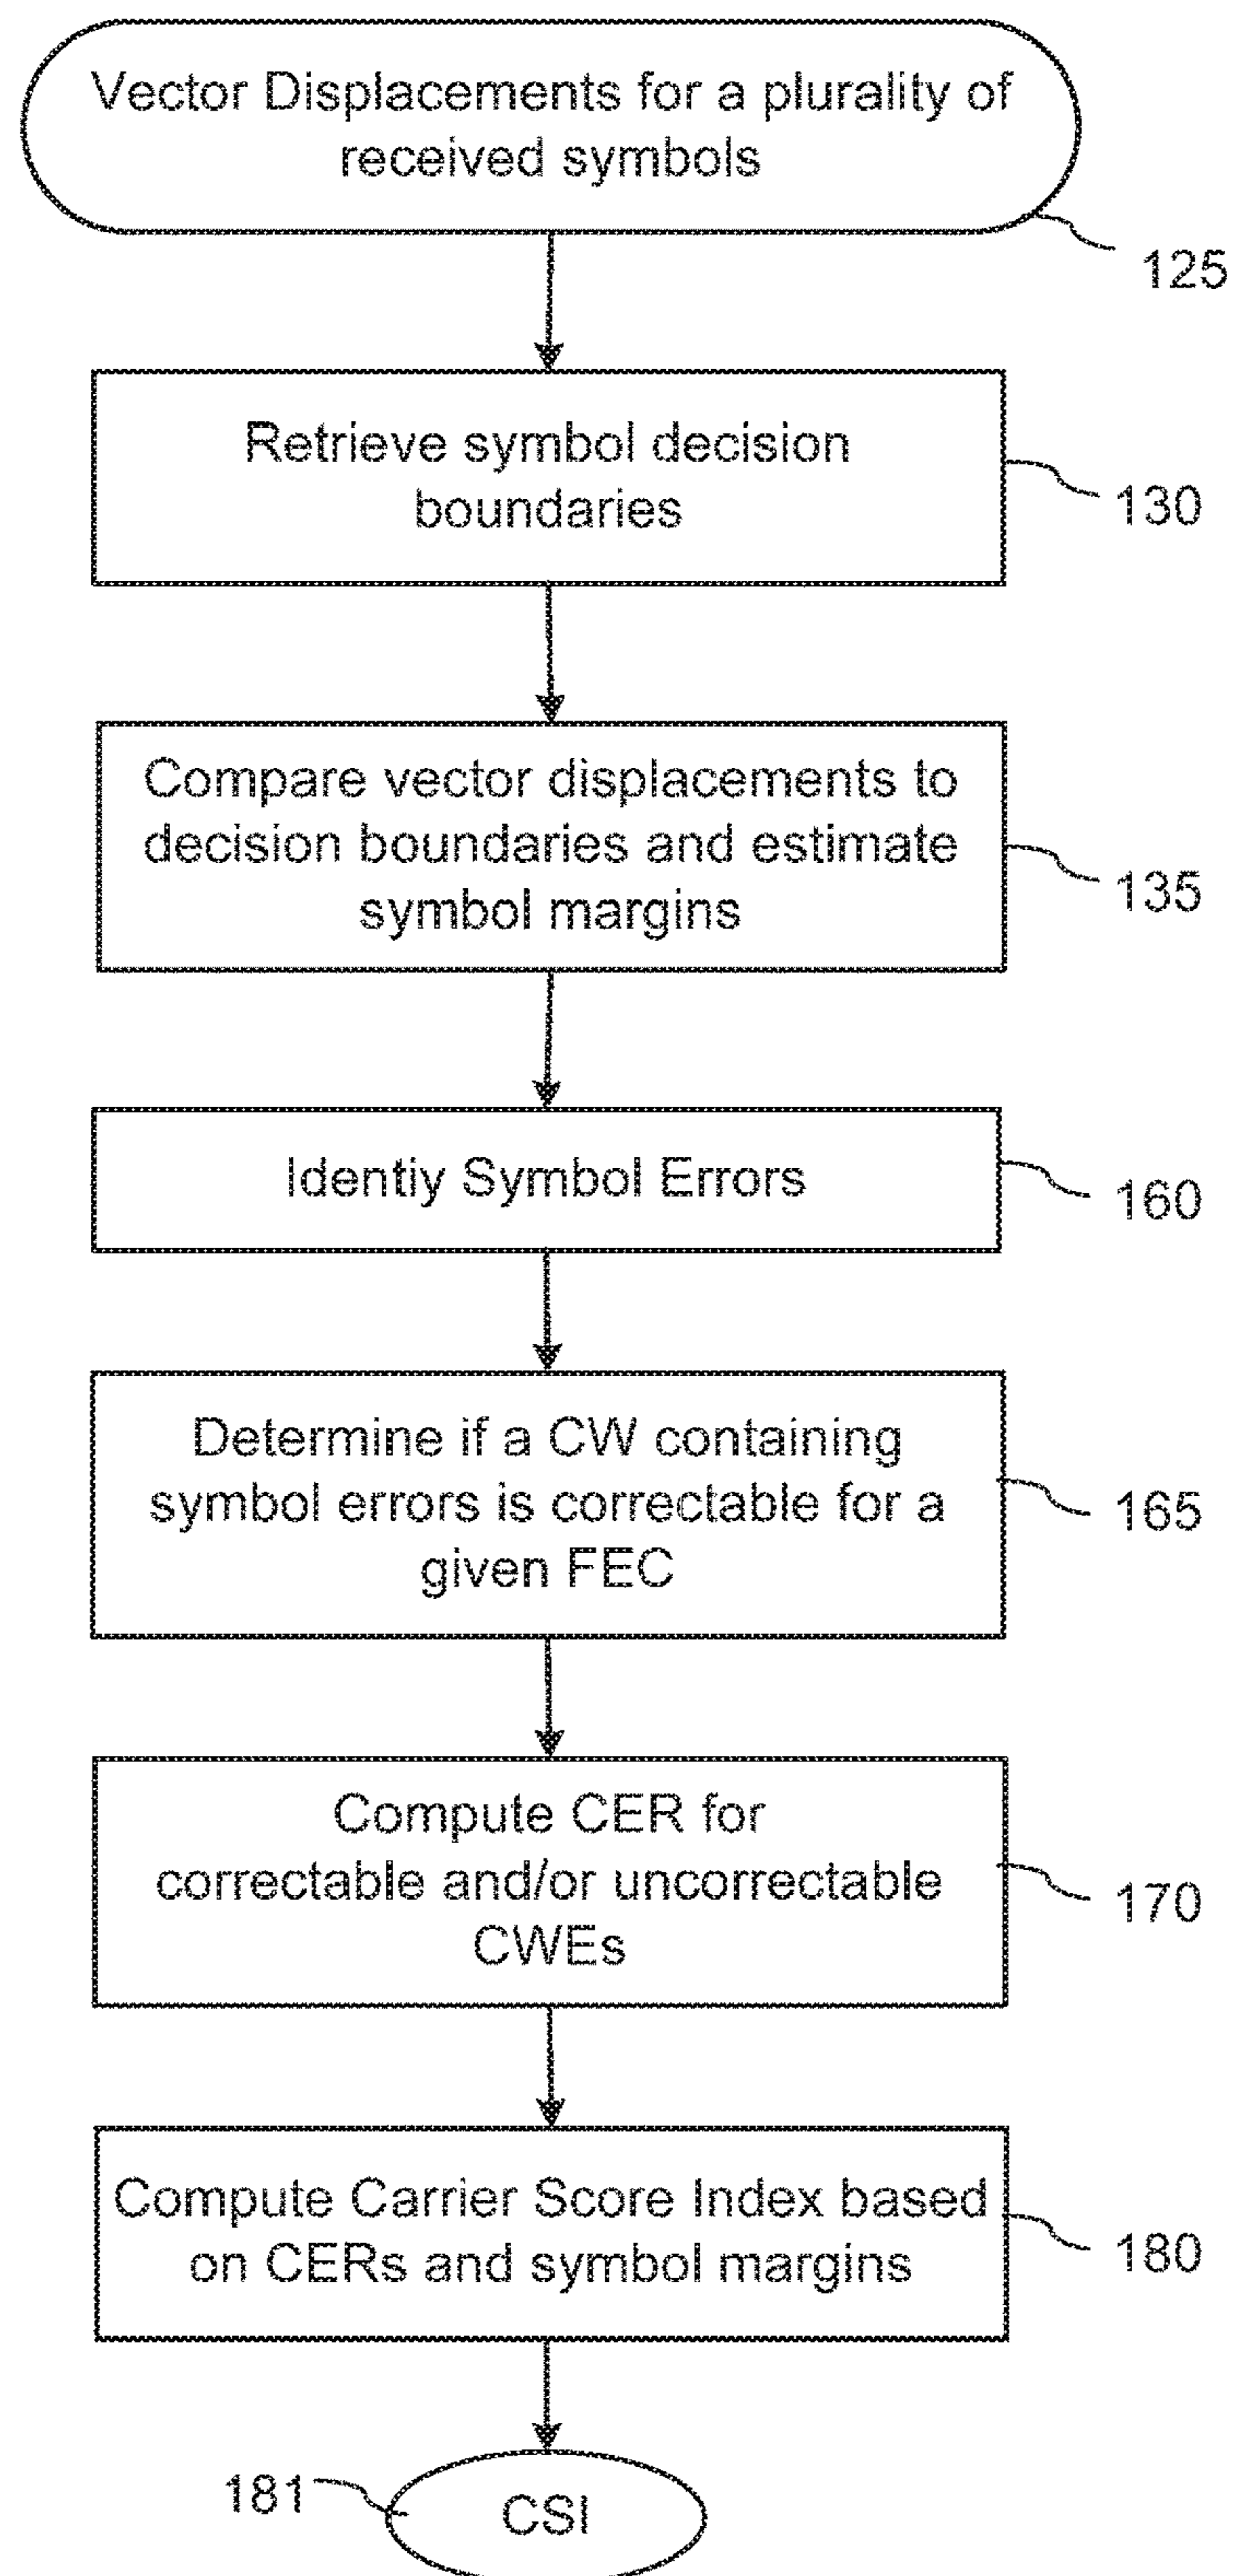 Vector Displacements for a plurality of
received symbols
125
Retrieve symbol decision
boundaries
130
Compare vector displacements to
decision boundaries and estimate
symbol margins
135
Identiy Symbol Errors
160
Determine if a CW containing
symbol errors is correctable for a
given FEC
165
Compute CER for
correctable and/or uncorrectable
CWEs
170
Compute Carrier Score Index based
on CERs and symbol margins
180
181
CSI